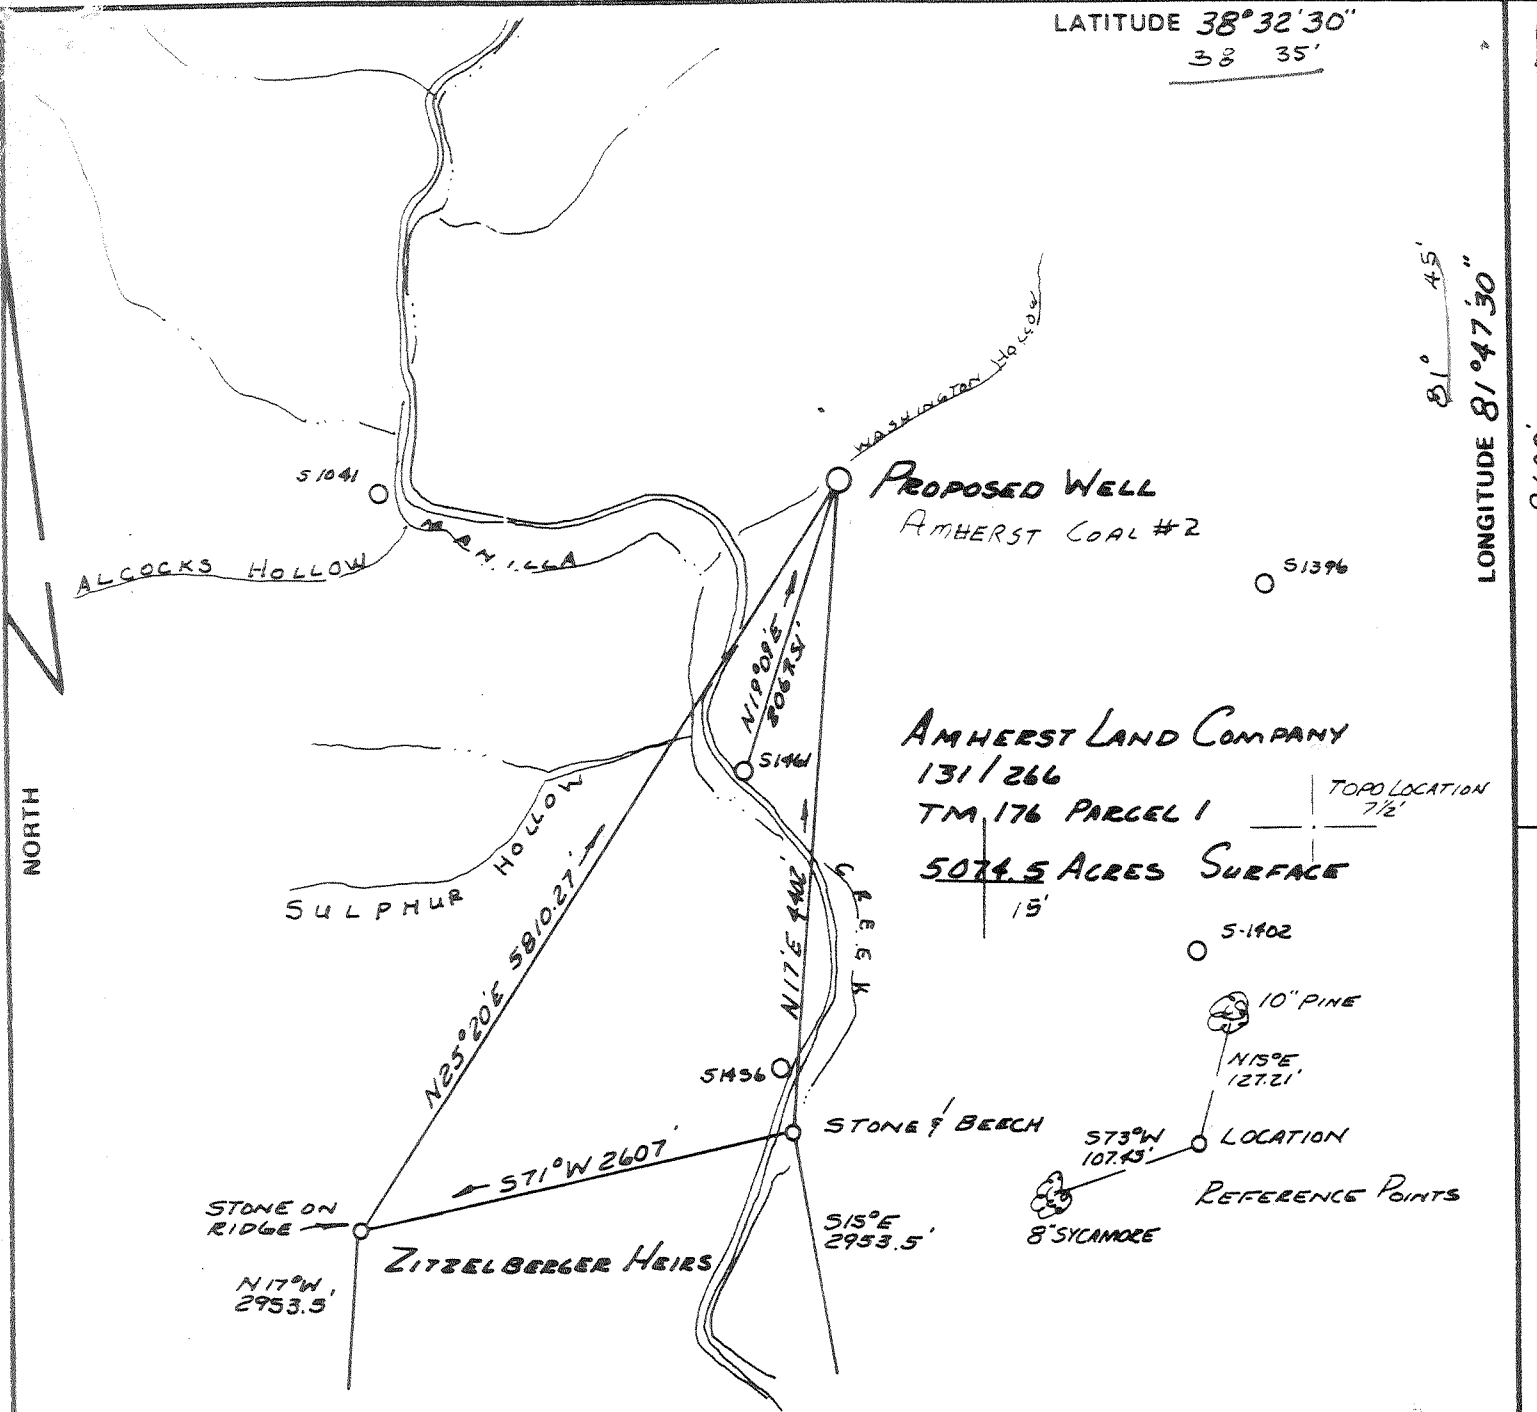 LATITUDE 38°32'30"
38 35'
81° 45'
LONGITUDE 81°47'30"
WASHINGTON HOLLOW
S1041
PROPOSED WELL
AMHERST COAL #2
MANILLA
ALCOCKS HOLLOW
S1396
N19°09'E
S1461
AMHERST LAND COMPANY
131/266
TM 176 PARCEL 1
TOPO LOCATION
7½'
5074.5 ACRES SURFACE
15'
NORTH
SULPHUR HOLLOW
CREEK
S-1402
N25°20'E 5810.27'
N17'E 4402'
10" PINE
N15°E
127.21'
S1436
STONE & BEECH
S73°W
107.43'
LOCATION
S71°W 2607'
REFERENCE POINTS
8" SYCAMORE
STONE ON
RIDGE
S15°E
2953.5'
ZITZELBERGER HEIRS
N17°W
2953.5'